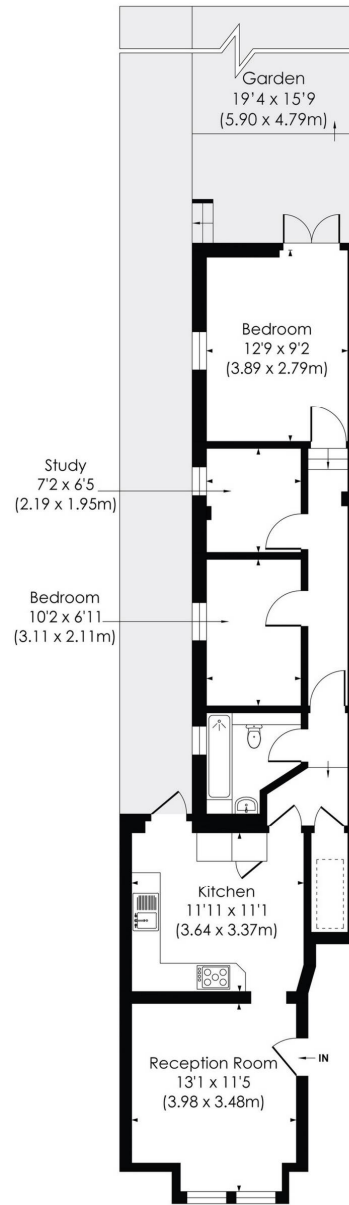 Garden
19'4 x 15'9
(5.90 x 4.79m)
Bedroom
12'9 x 9'2
(3.89 x 2.79m)
Study
7'2 x 6'5
(2.19 x 1.95m)
Bedroom
10'2 x 6'11
(3.11 x 2.11m)
Kitchen
11'11 x 11'1
(3.64 x 3.37m)
IN
Reception Room
13'1 x 11'5
(3.98 x 3.48m)